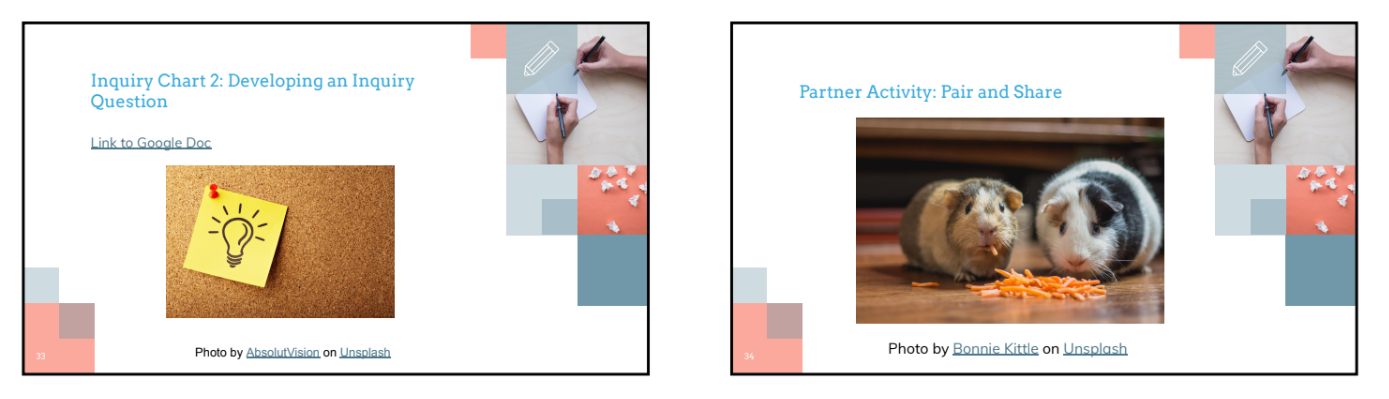 Inquiry Chart 2: Developing an Inquiry
Question
Link to Google Doc
Photo by AbsolutVision on Unsplash
33
Partner Activity: Pair and Share
Photo by Bonnie Kittle on Unsplash
34